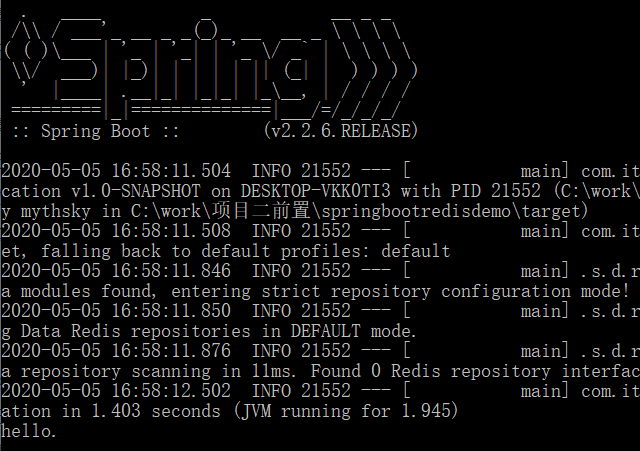 :: Spring Boot ::        (v2.2.6.RELEASE)
2020-05-05 16:58:11.504  INFO 21552 --- [           main] com.it
cation v1.0-SNAPSHOT on DESKTOP-VKK0TI3 with PID 21552 (C:\work\
y mythsky in C:\work\项目二前置\springbootredisdemo\target)
2020-05-05 16:58:11.508  INFO 21552 --- [           main] com.it
et, falling back to default profiles: default
2020-05-05 16:58:11.846  INFO 21552 --- [           main] .s.d.r
a modules found, entering strict repository configuration mode!
2020-05-05 16:58:11.850  INFO 21552 --- [           main] .s.d.r
g Data Redis repositories in DEFAULT mode.
2020-05-05 16:58:11.876  INFO 21552 --- [           main] .s.d.r
a repository scanning in 11ms. Found 0 Redis repository interfac
2020-05-05 16:58:12.502  INFO 21552 --- [           main] com.it
ation in 1.403 seconds (JVM running for 1.945)
hello.